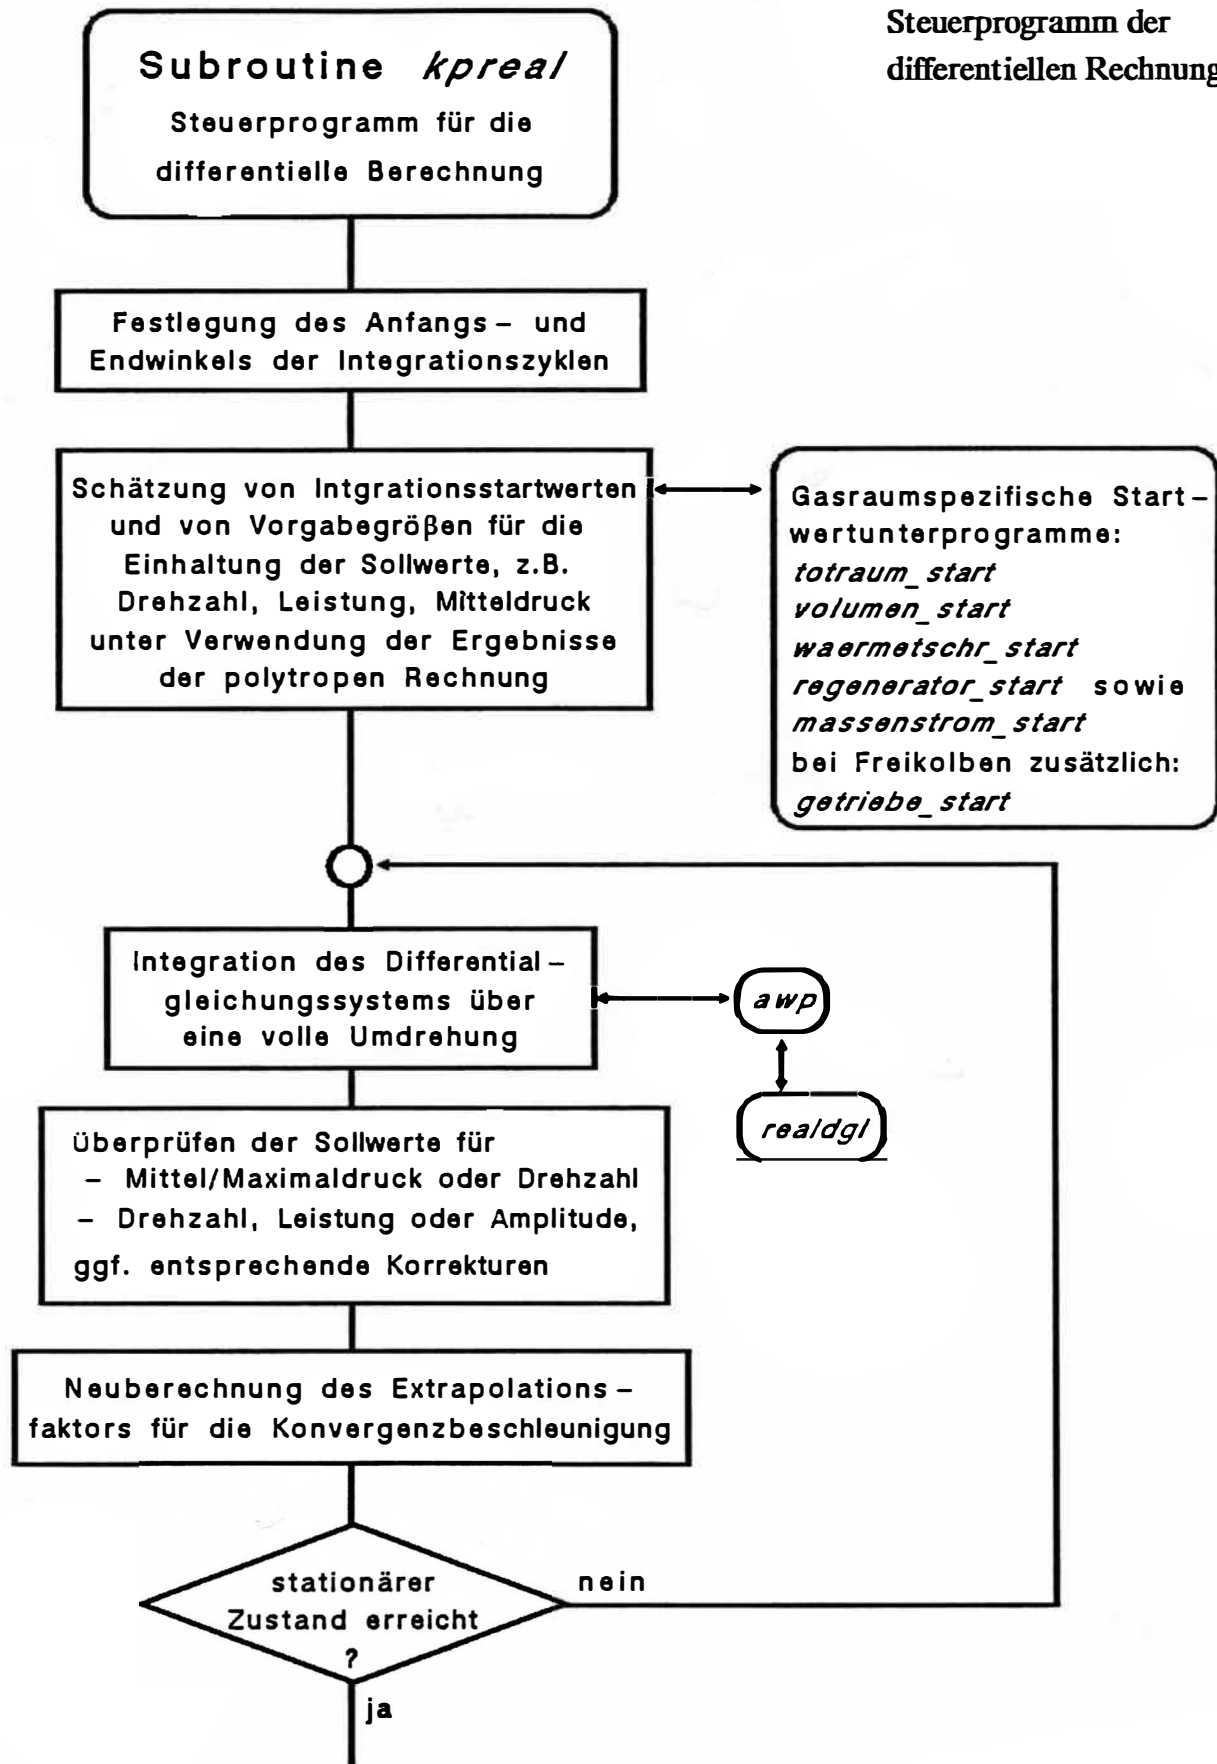 Steuerprogramm der
differentiellen Rechnung
Subroutine kpreal
Steuerprogramm für die
differentielle Berechnung
Festlegung des Anfangs– und
Endwinkels der Integrationszyklen
Schätzung von Intgrationsstartwerten
und von Vorgabegrößen für die
Einhaltung der Sollwerte, z.B.
Drehzahl, Leistung, Mitteldruck
unter Verwendung der Ergebnisse
der polytropen Rechnung
Gasraumspezifische Start–
wertunterprogramme:
totraum_start
volumen_start
waermetschr_start
regenerator_start sowie
massenstrom_start
bei Freikolben zusätzlich:
getriebe_start
Integration des Differential–
gleichungssystems über
eine volle Umdrehung
awp
realdgl
Überprüfen der Sollwerte für
– Mittel/Maximaldruck oder Drehzahl
– Drehzahl, Leistung oder Amplitude,
ggf. entsprechende Korrekturen
Neuberechnung des Extrapolations–
faktors für die Konvergenzbeschleunigung
stationärer
Zustand erreicht
?
nein
ja